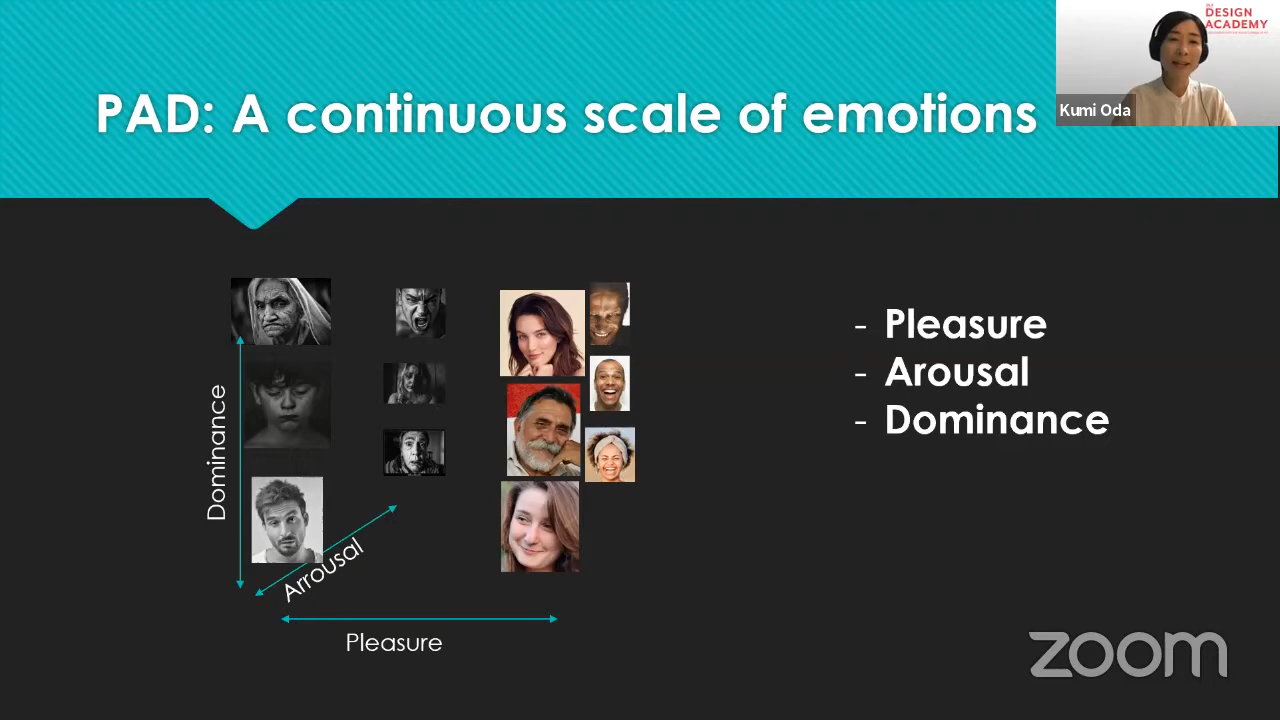 PAD: A continuous scale of emotions
DESIGN
ACADEMY
Kumi Oda
- Pleasure
- Arousal
- Dominance
Dominance
Arrousal
Pleasure
zoom